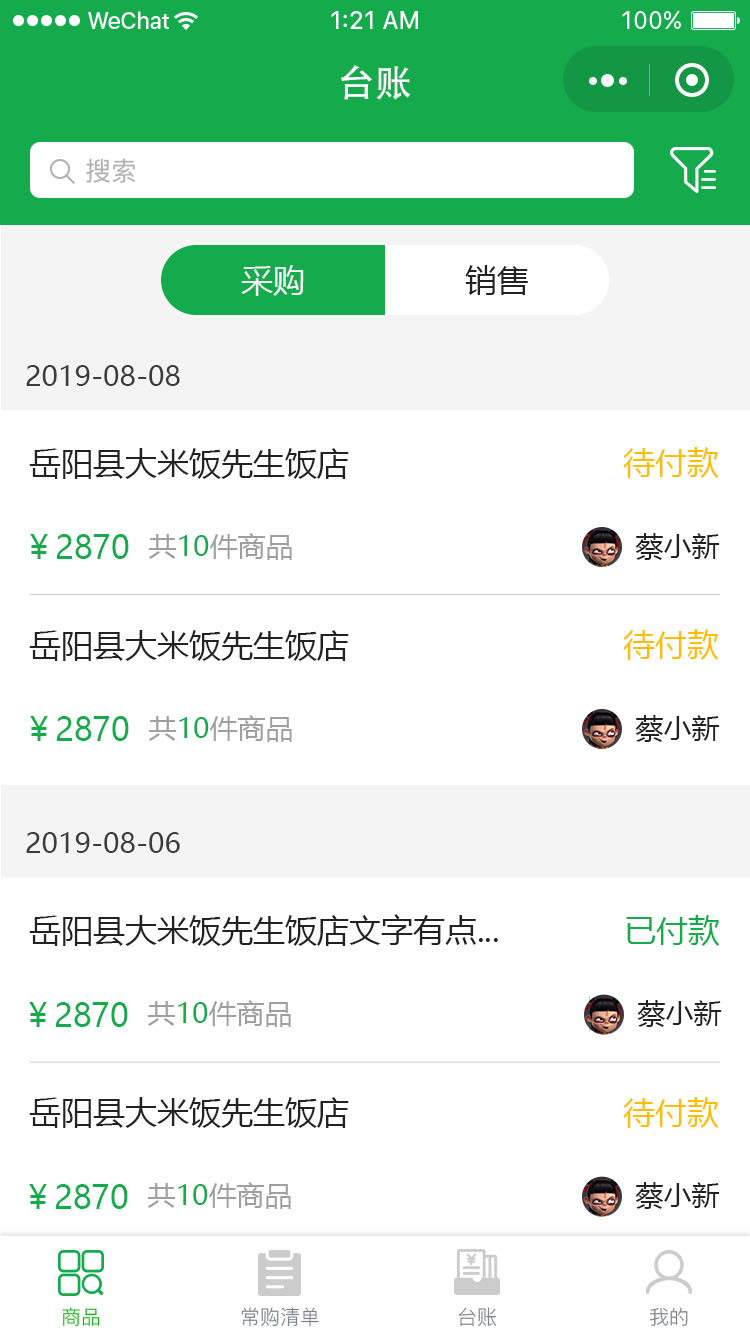 WeChat 1:21 AM 100%
台账
搜索
采购 销售
2019-08-08
岳阳县大米饭先生饭店 待付款
¥ 2870 共10件商品 蔡小新
岳阳县大米饭先生饭店 待付款
¥ 2870 共10件商品 蔡小新
2019-08-06
岳阳县大米饭先生饭店文字有点... 已付款
¥ 2870 共10件商品 蔡小新
岳阳县大米饭先生饭店 待付款
¥ 2870 共10件商品 蔡小新
商品 常购清单 台账 我的